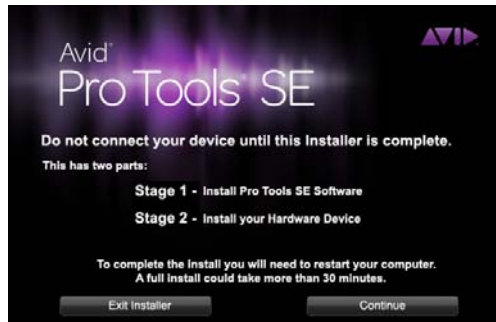 AVID
Avid®
Pro Tools® SE
Do not connect your device until this Installer is complete.
This has two parts:
Stage 1 - Install Pro Tools SE Software
Stage 2 - Install your Hardware Device
To complete the install you will need to restart your computer.
A full install could take more than 30 minutes.
Exit Installer
Continue